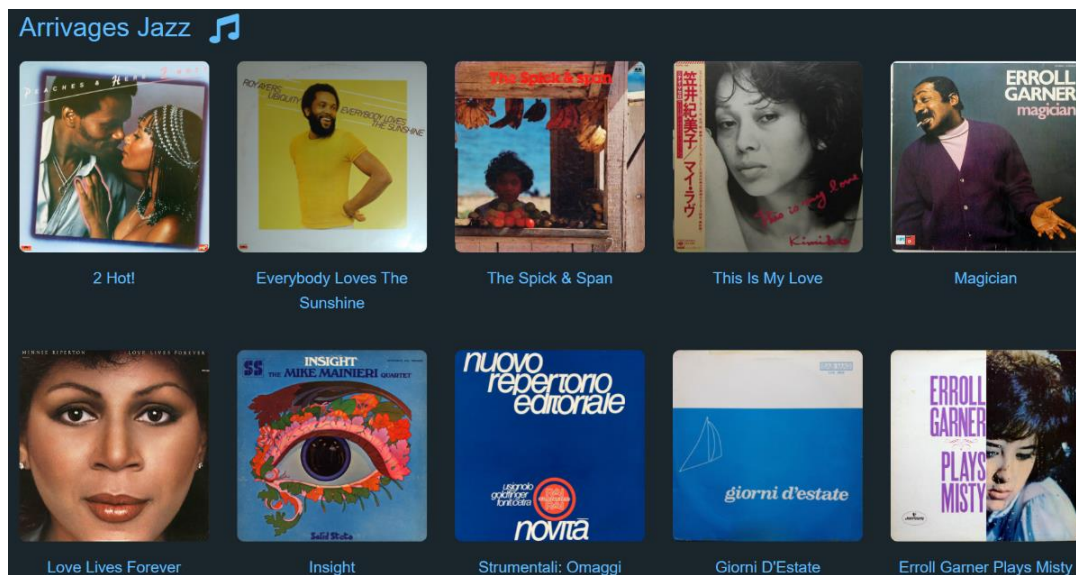 Arrivages Jazz
PEACHES & HERB 2 HOT!
ROY AYERS
UBIQUITY
EVERYBODY LOVES
THE SUNSHINE
The Spick & span
笠井紀美子/マイ・ラヴ
This is my love
Kimiko
ERROLL
GARNER
magician
2 Hot!
Everybody Loves The
Sunshine
The Spick & Span
This Is My Love
Magician
MINNIE RIPERTON LOVE LIVES FOREVER
SS
INSIGHT
THE MIKE MAINIERI QUARTET
Solid State
nuovo
repertorio
editoriale
usignolo
goldfinger
fonit.cetra
novità
giorni d'estate
ERROLL
GARNER
PLAYS
MISTY
Love Lives Forever
Insight
Strumentali: Omaggi
Giorni D'Estate
Erroll Garner Plays Misty